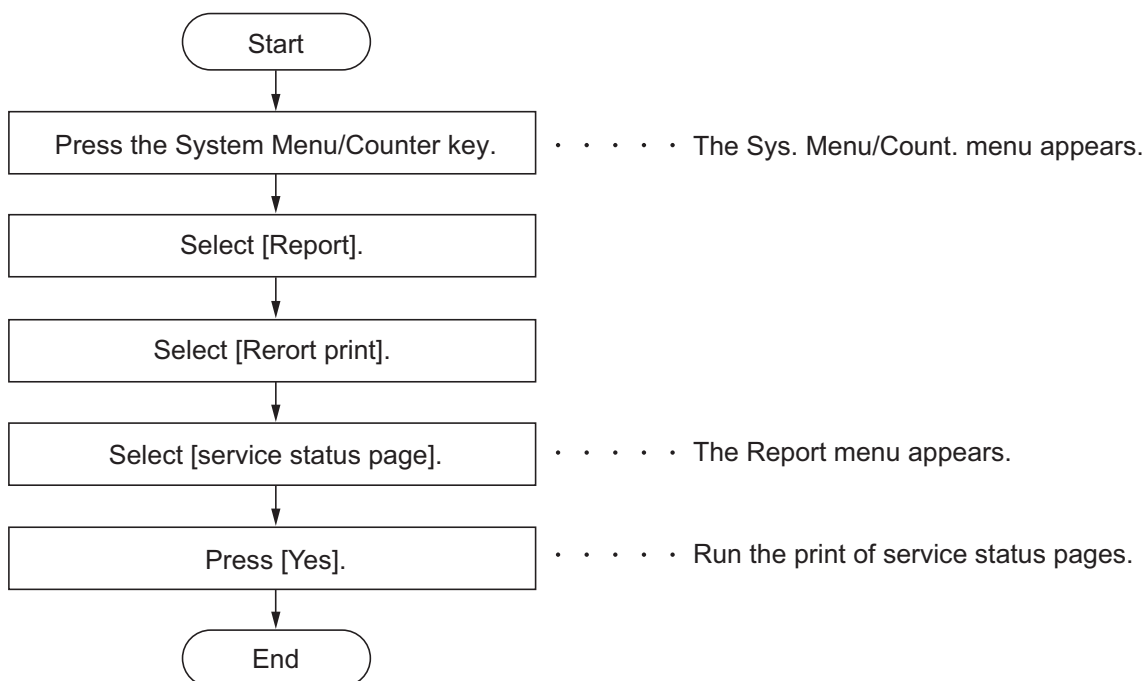 Start
Press the System Menu/Counter key.
· · · · · The Sys. Menu/Count. menu appears.
Select [Report].
Select [Rerort print].
Select [service status page].
· · · · · The Report menu appears.
Press [Yes].
· · · · · Run the print of service status pages.
End